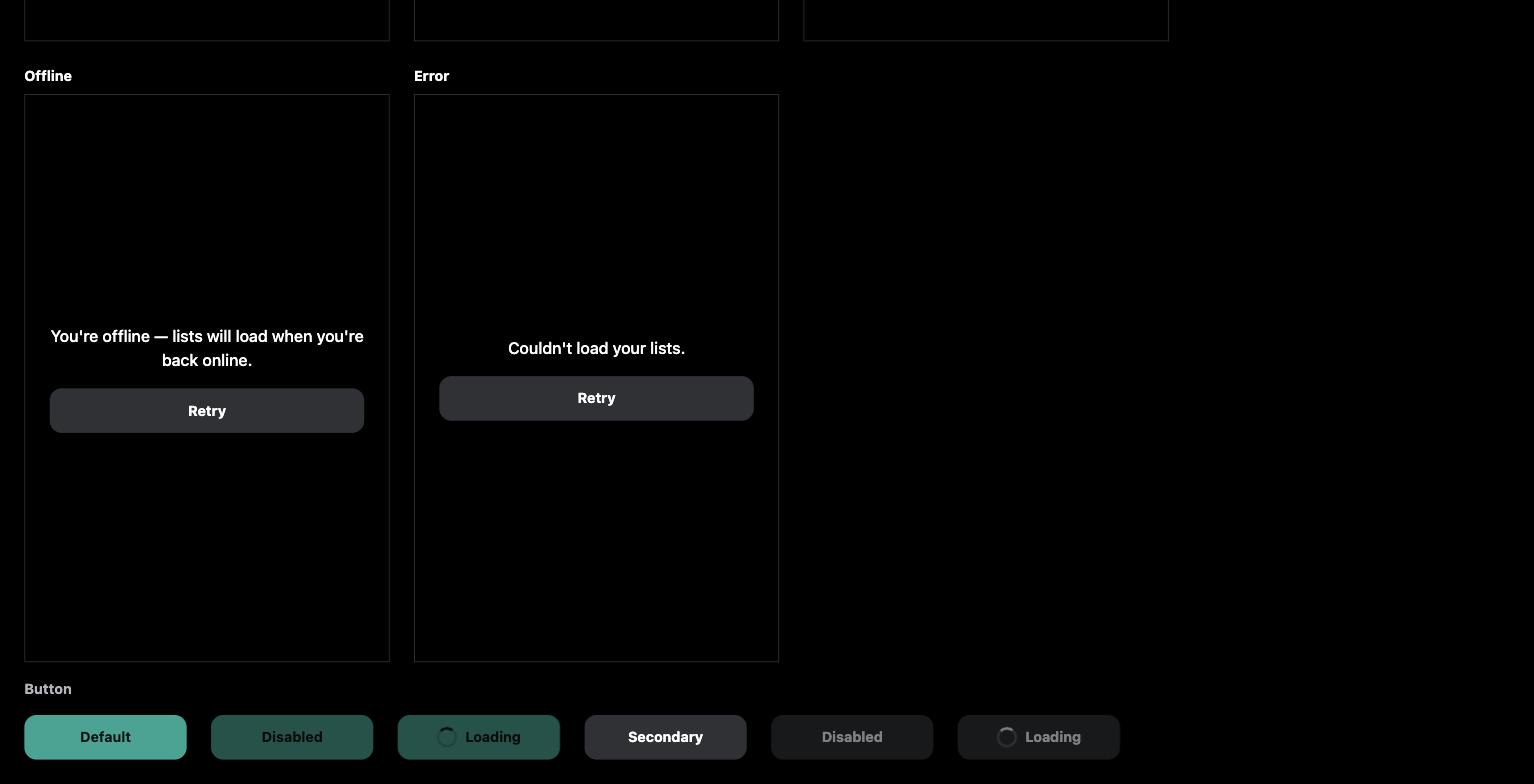 Offline
Error
You're offline — lists will load when you're
back online.
Retry
Couldn't load your lists.
Retry
Button
Default
Disabled
Loading
Secondary
Disabled
Loading